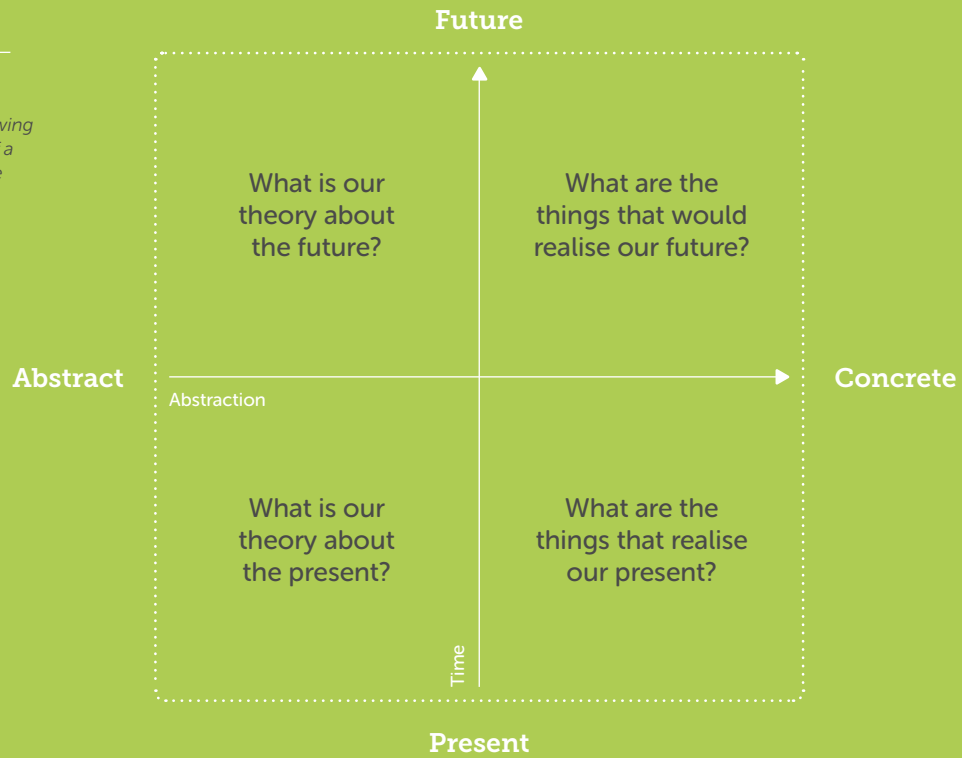 Future
What is our
theory about
the future?
What are the
things that would
realise our future?
Abstract
Abstraction
Concrete
What is our
theory about
the present?
What are the
things that realise
our present?
Time
Present